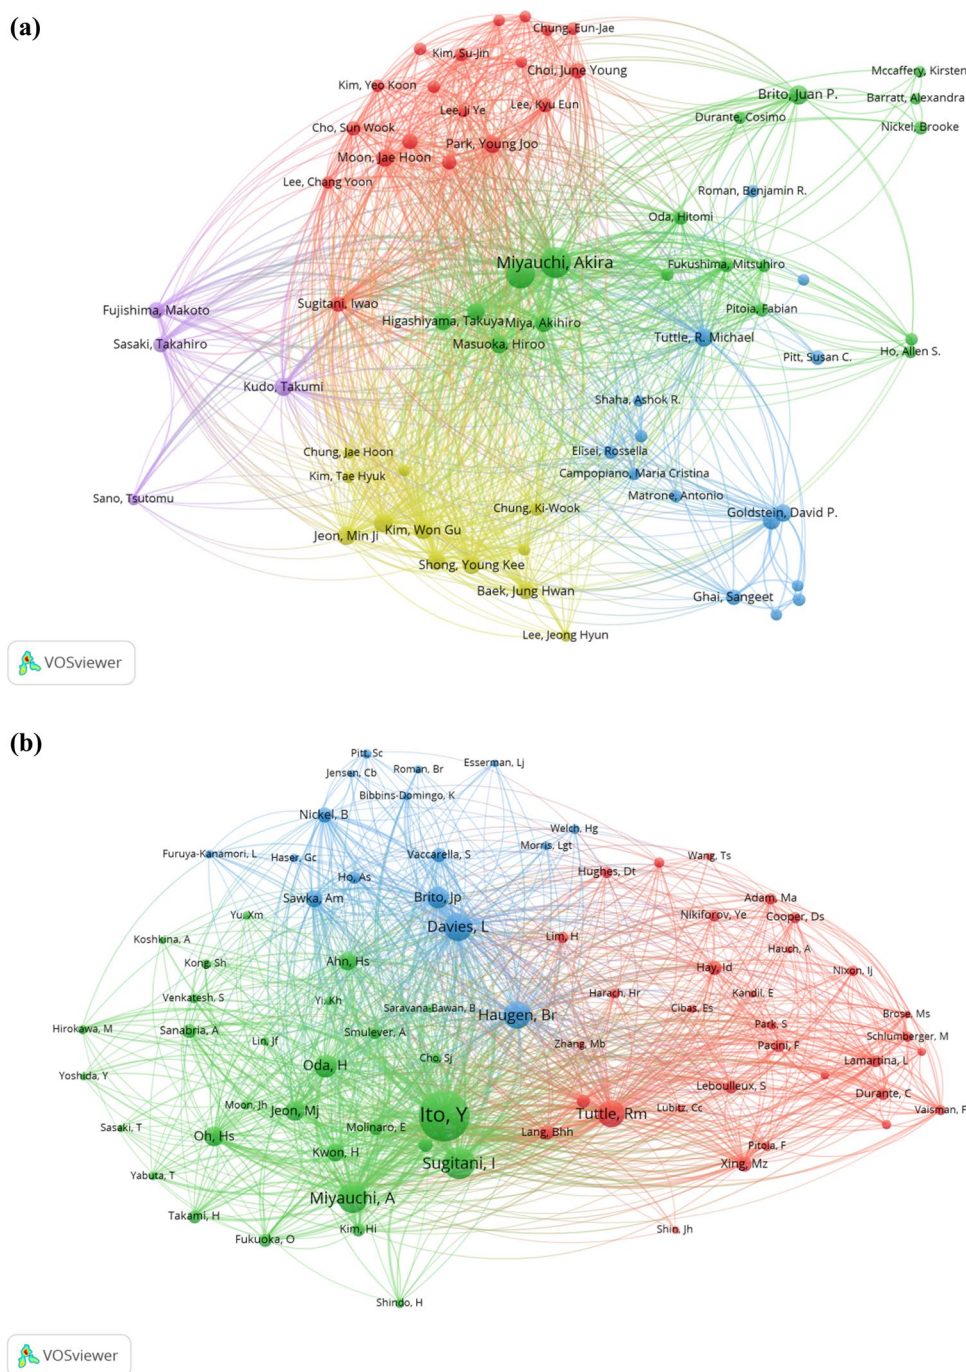 (a)
Chung, Eun-Jae
Kim, Su-Jin
Choi, June Young
Mccaffery, Kirsten
Kim, Yeo Koon
Brito, Juan P.
Barratt, Alexandra
Lee, Ji Ye
Lee, Kyu Eun
Durante, Cosimo
Nickel, Brooke
Cho, Sun Wook
Park, Young Joo
Moon, Jae Hoon
Lee, Chang Yoon
Roman, Benjamin R.
Oda, Hitomi
Miyauchi, Akira
Fukushima, Mitsuhiro
Fujishima, Makoto
Sugitani, Iwao
Pitoia, Fabian
Higashiyama, Takuya
Miya, Akihiro
Sasaki, Takahiro
Masuoka, Hiroo
Tuttle, R. Michael
Ho, Allen S.
Pitt, Susan C.
Kudo, Takumi
Shaha, Ashok R.
Chung, Jae Hoon
Elisei, Rossella
Kim, Tae Hyuk
Campopiano, Maria Cristina
Sano, Tsutomu
Matrone, Antonio
Chung, Ki-Wook
Goldstein, David P.
Jeon, Min Ji
Kim, Won Gu
Shong, Young Kee
Baek, Jung Hwan
Ghai, Sangeet
Lee, Jeong Hyun
VOSviewer
(b)
Pitt, Sc
Esserman, Lj
Jensen, Cb
Roman, Br
Bibbins-Domingo, K
Nickel, B
Welch, Hg
Morris, Lgt
Furuya-Kanamori, L
Haser, Gc
Vaccarella, S
Wang, Ts
Hughes, Dt
Ho, As
Sawka, Am
Brito, Jp
Adam, Ma
Yu, Xm
Davies, L
Nikiforov, Ye
Cooper, Ds
Koshkina, A
Lim, H
Hauch, A
Kong, Sh
Ahn, Hs
Hay, Id
Nixon, Ij
Venkatesh, S
Yi, Kh
Harach, Hr
Kandil, E
Saravana-Bawan, B
Haugen, Br
Cibas, Es
Brose, Ms
Hirokawa, M
Sanabria, A
Smulever, A
Park, S
Lin, Jf
Zhang, Mb
Pacini, F
Schlumberger, M
Cho, Sj
Oda, H
Lamartina, L
Yoshida, Y
Leboulleux, S
Durante, C
Moon, Jh
Jeon, Mj
Ito, Y
Tuttle, Rm
Lubitz, Cc
Vaisman, F
Sasaki, T
Molinaro, E
Lang, Bhh
Oh, Hs
Kwon, H
Pitoia, F
Sugitani, I
Xing, Mz
Yabuta, T
Miyauchi, A
Takami, H
Kim, Hi
Shin, Jh
Fukuoka, O
Shindo, H
VOSviewer